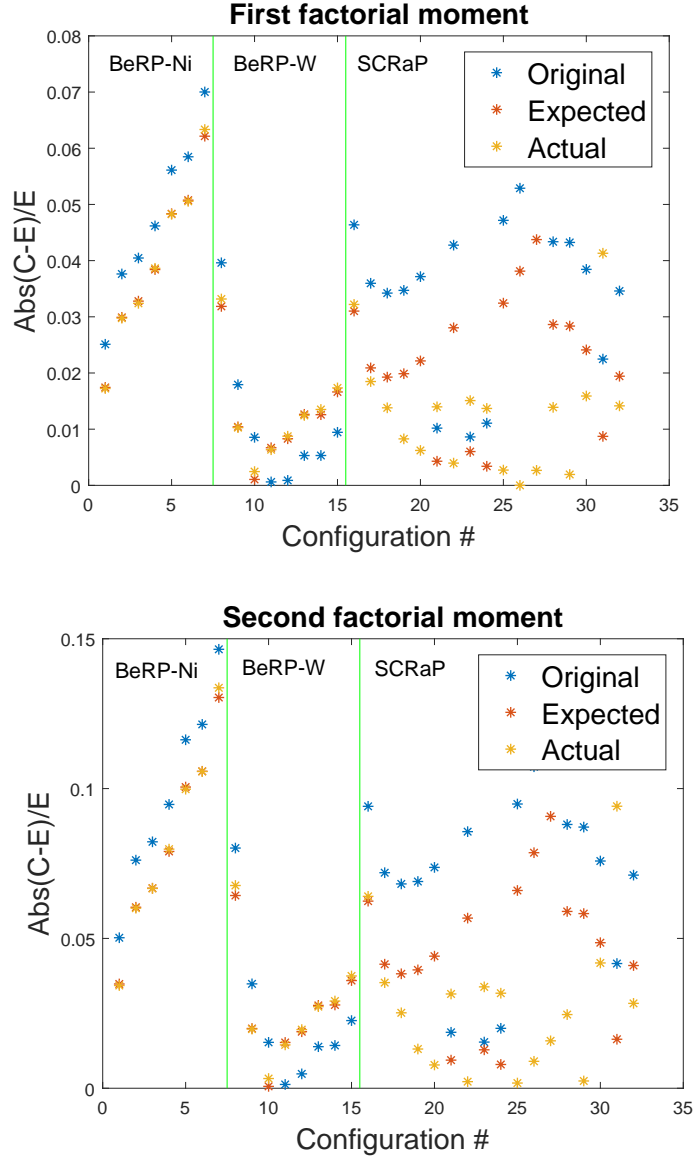 First factorial moment
0.08
0.07
0.06
0.05
0.04
0.03
0.02
0.01
0
Abs(C-E)/E
BeRP-Ni
BeRP-W
SCRaP
Original
Expected
Actual
0 5 10 15 20 25 30 35
Configuration #
Second factorial moment
0.15
0.1
0.05
0
Abs(C-E)/E
BeRP-Ni
BeRP-W
SCRaP
Original
Expected
Actual
0 5 10 15 20 25 30 35
Configuration #